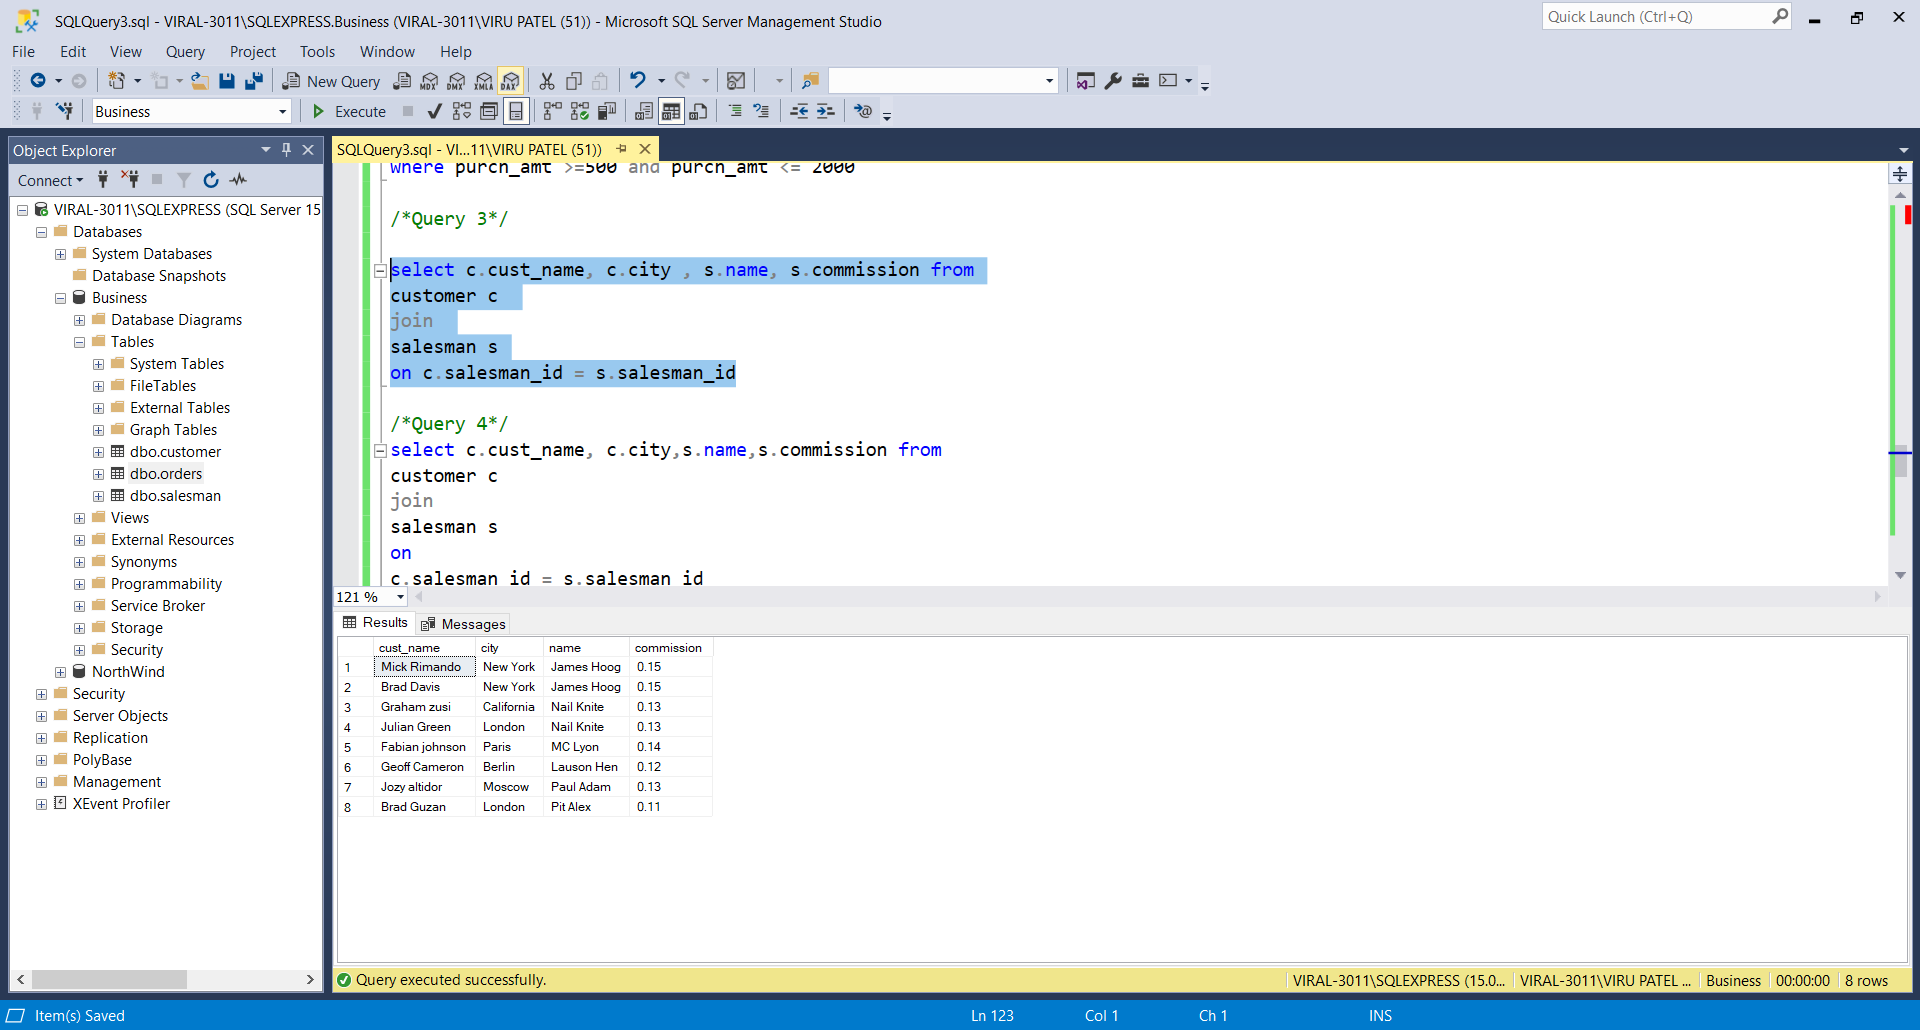 SQLQuery3.sql - VIRAL-3011\SQLEXPRESS.Business (VIRAL-3011\VIRU PATEL (51)) - Microsoft SQL Server Management Studio
Quick Launch (Ctrl+Q)
File Edit View Query Project Tools Window Help
New Query MDX DMX XMLA DAX
Business Execute
Object Explorer
Connect
VIRAL-3011\SQLEXPRESS (SQL Server 15
Databases
System Databases
Database Snapshots
Business
Database Diagrams
Tables
System Tables
FileTables
External Tables
Graph Tables
dbo.customer
dbo.orders
dbo.salesman
Views
External Resources
Synonyms
Programmability
Service Broker
Storage
Security
NorthWind
Security
Server Objects
Replication
PolyBase
Management
XEvent Profiler
SQLQuery3.sql - VI...11\VIRU PATEL (51))
where purch_amt >=500 and purch_amt <= 2000
/*Query 3*/
select c.cust_name, c.city , s.name, s.commission from
customer c
join
salesman s
on c.salesman_id = s.salesman_id
/*Query 4*/
select c.cust_name, c.city,s.name,s.commission from
customer c
join
salesman s
on
c.salesman_id = s.salesman_id
121 %
Results Messages
cust_name city name commission
1 Mick Rimando New York James Hoog 0.15
2 Brad Davis New York James Hoog 0.15
3 Graham zusi California Nail Knite 0.13
4 Julian Green London Nail Knite 0.13
5 Fabian johnson Paris MC Lyon 0.14
6 Geoff Cameron Berlin Lauson Hen 0.12
7 Jozy altidor Moscow Paul Adam 0.13
8 Brad Guzan London Pit Alex 0.11
Query executed successfully. VIRAL-3011\SQLEXPRESS (15.0... VIRAL-3011\VIRU PATEL ... Business 00:00:00 8 rows
Item(s) Saved Ln 123 Col 1 Ch 1 INS